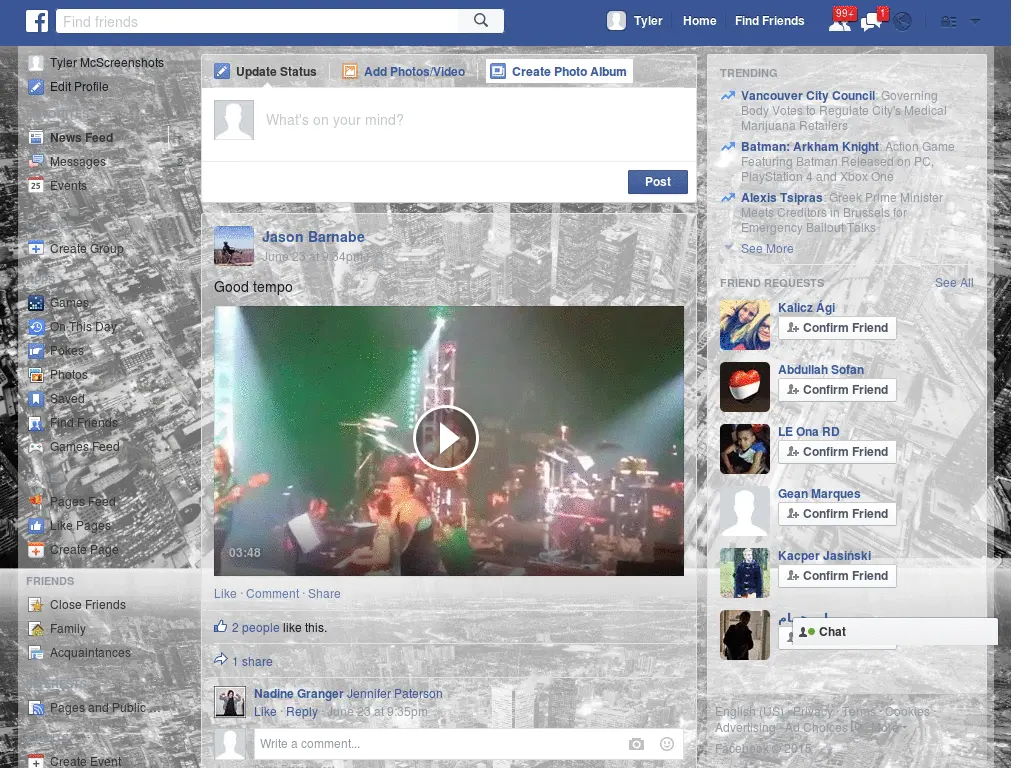 f
Find friends
Tyler
Home
Find Friends
99+
1
Tyler McScreenshots
Edit Profile
News Feed
Messages
2
25
Events
Create Group
Games
On This Day
Pokes
Photos
Saved
Find Friends
Games Feed
Pages Feed
Like Pages
Create Page
FRIENDS
Close Friends
Family
Acquaintances
Pages and Public ...
Create Event
Update Status
Add Photos/Video
Create Photo Album
What's on your mind?
Post
Jason Barnabe
June 23 at 9:34pm
Good tempo
03:48
Like · Comment · Share
2 people like this.
1 share
Nadine Granger Jennifer Paterson
Like · Reply · June 23 at 9:35pm
Write a comment...
TRENDING
Vancouver City Council: Governing
Body Votes to Regulate City's Medical
Marijuana Retailers
Batman: Arkham Knight: Action Game
Featuring Batman Released on PC,
PlayStation 4 and Xbox One
Alexis Tsipras: Greek Prime Minister
Meets Creditors in Brussels for
Emergency Bailout Talks
See More
FRIEND REQUESTS
See All
Kalicz Ági
Confirm Friend
Abdullah Sofan
Confirm Friend
LE Ona RD
Confirm Friend
Gean Marques
Confirm Friend
Kacper Jasiński
Confirm Friend
Chat
English (US) · Privacy · Terms · Cookies ·
Advertising · Ad Choices · More
Facebook © 2015